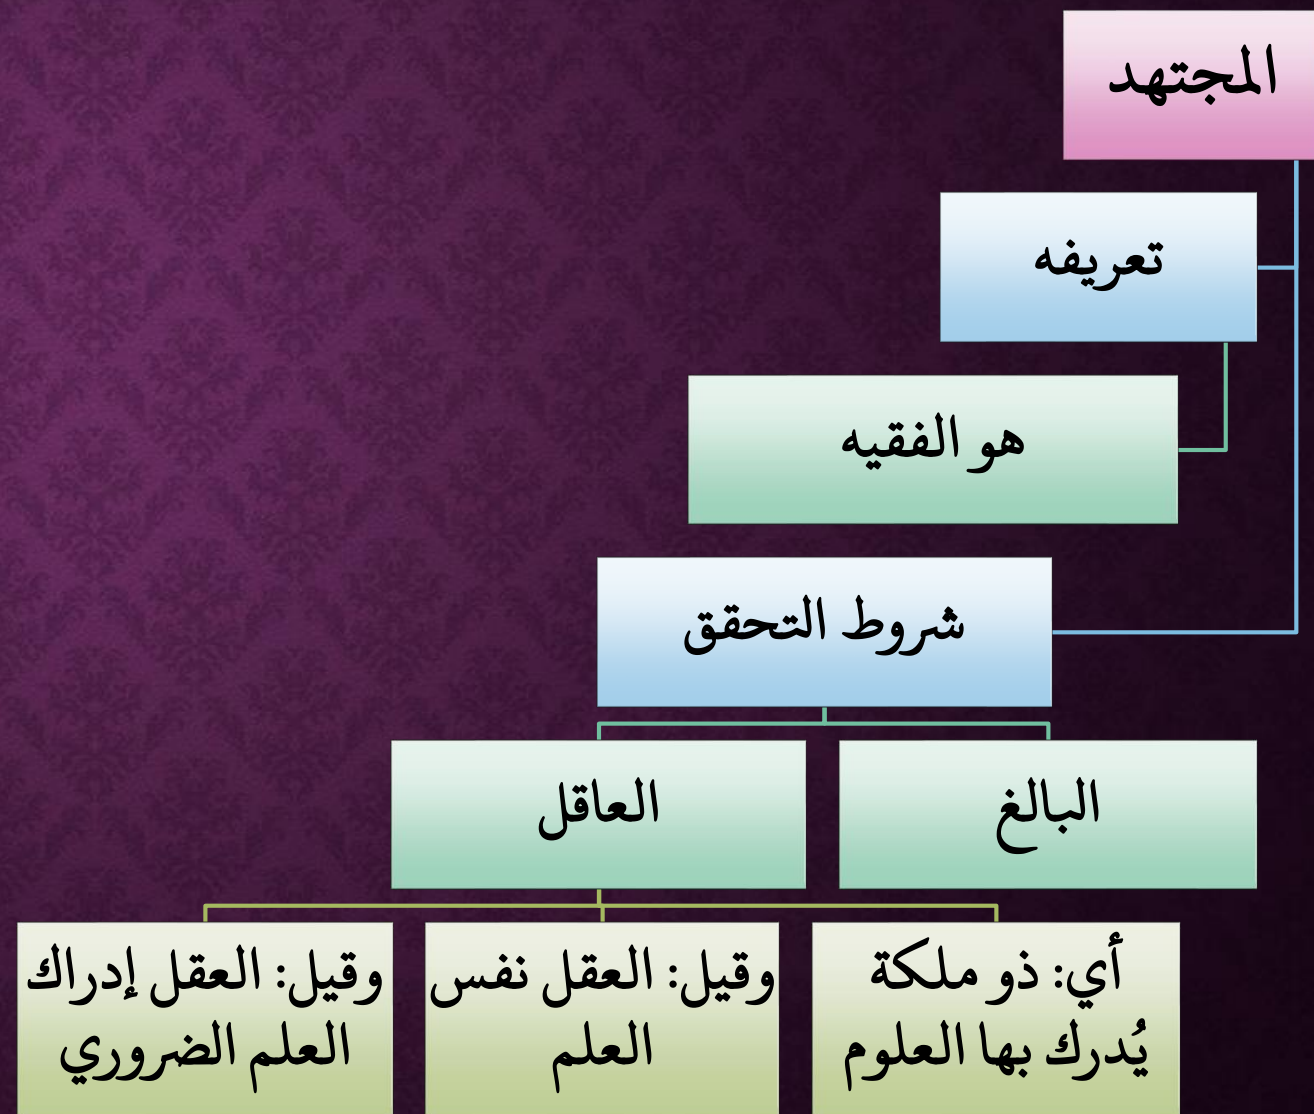 المجتهد
تعريفه
هو الفقيه
شروط التحقق
البالغ
العاقل
أي: ذو ملكة
يُدرك بها العلوم
وقيل: العقل نفس
العلم
وقيل: العقل إدراك
العلم الضروري